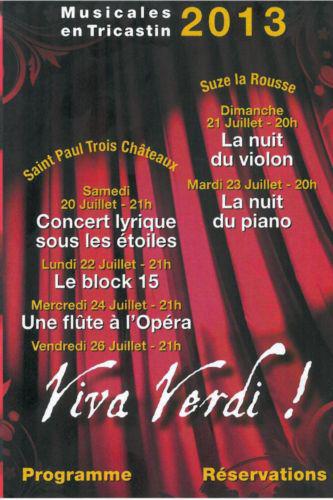 Musicales
en Tricastin 2013
Suze la Rousse
Dimanche
21 Juillet - 20h
La nuit
du violon
Mardi 23 Juillet - 20h
La nuit
du piano
Saint Paul Trois Châteaux
Samedi
20 Juillet - 21h
Concert lyrique
sous les étoiles
Lundi 22 Juillet - 21h
Le block 15
Mercredi 24 Juillet - 21h
Une flûte à l'Opéra
Vendredi 26 Juillet - 21h
Viva Verdi !
Programme Réservations